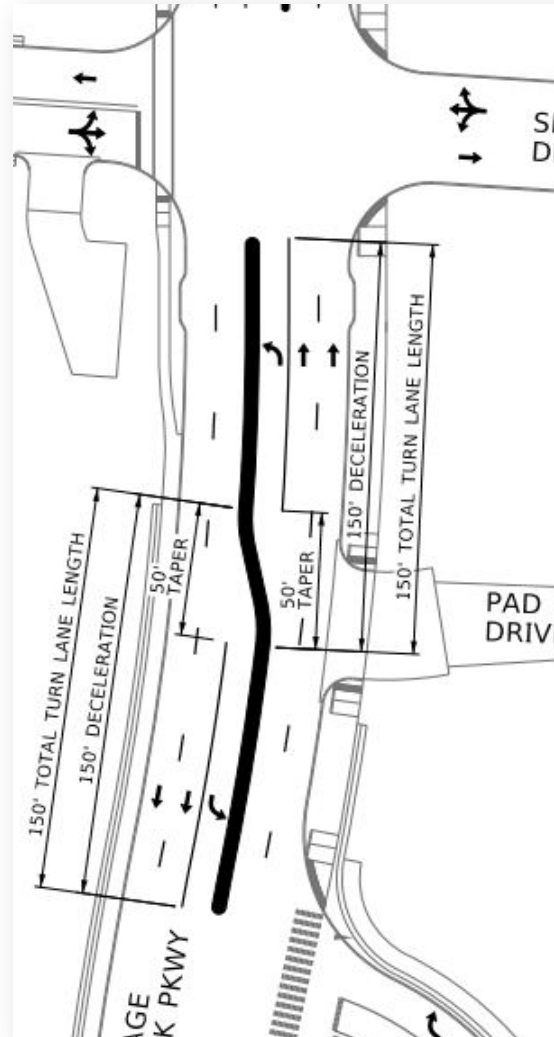 150' DECELERATION
150' TOTAL TURN LANE LENGTH
50'
TAPER
50'
TAPER
150' TOTAL TURN LANE LENGTH
150' DECELERATION
PAD
DRIVE
AGE
K PKWY